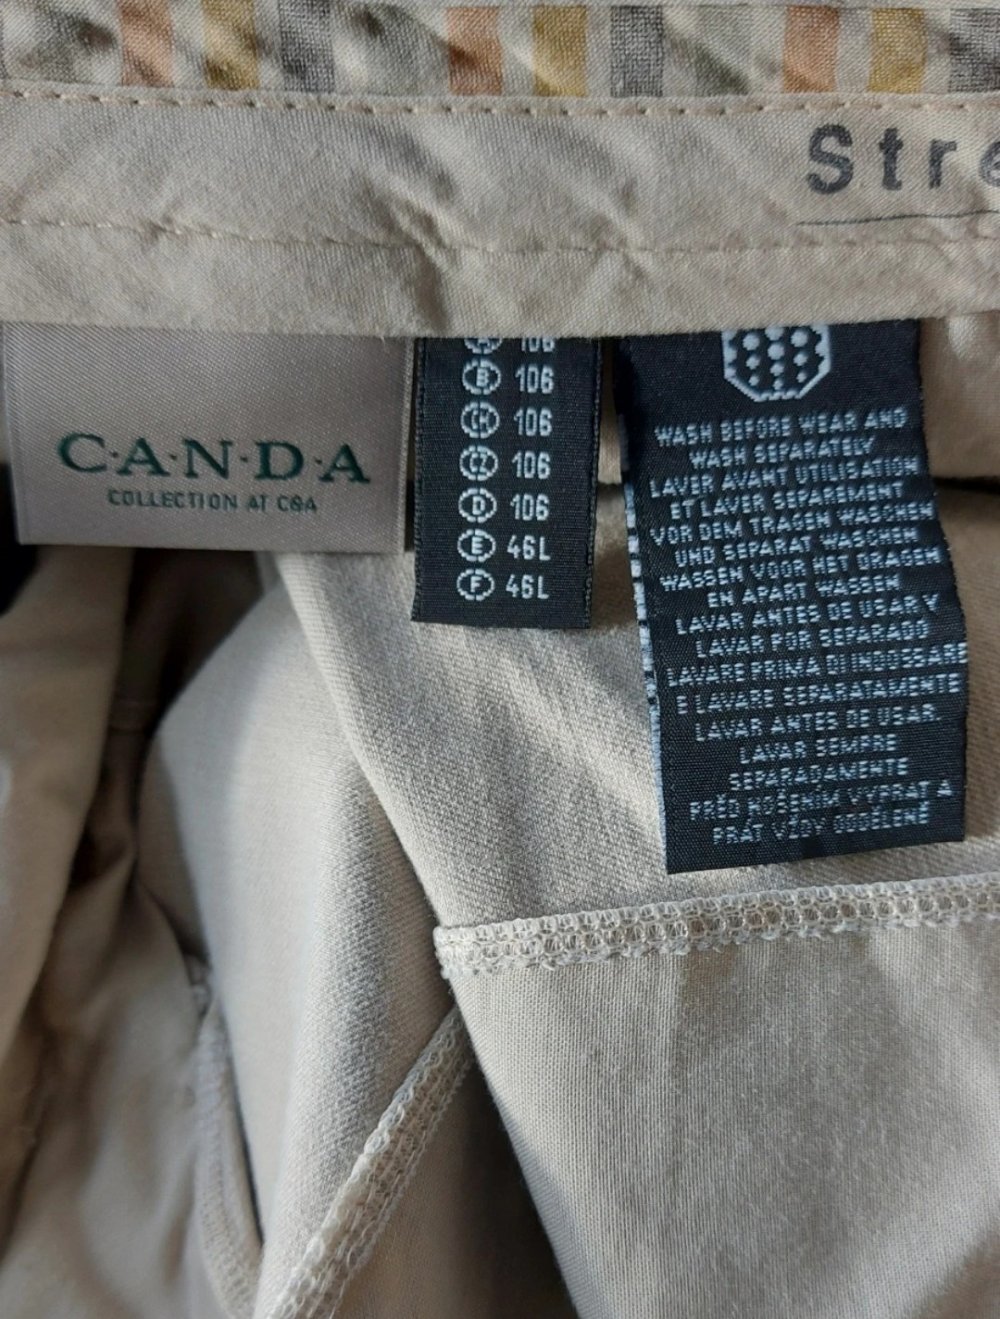 Stre
C·A·N·D·A
COLLECTION AT C&A
106
B 106
CH 106
CZ 106
D 106
E 46L
F 46L
WASH BEFORE WEAR AND
WASH SEPARATELY
LAVER AVANT UTILISATION
ET LAVER SEPAREMENT
VOR DEM TRAGEN WASCHEN
UND SEPARAT WASCHEN
WASSEN VOOR HET DRAGEN
EN APART WASSEN
LAVAR ANTES DE USAR Y
LAVAR POR SEPARADO
LAVARE PRIMA DI INDOSSARE
E LAVARE SEPARATAMENTE
LAVAR ANTES DE USAR
LAVAR SEMPRE
SEPARADAMENTE
PŘED NOŠENÍM VYPRAT A
PRÁT VŽDY ODDĚLENĚ